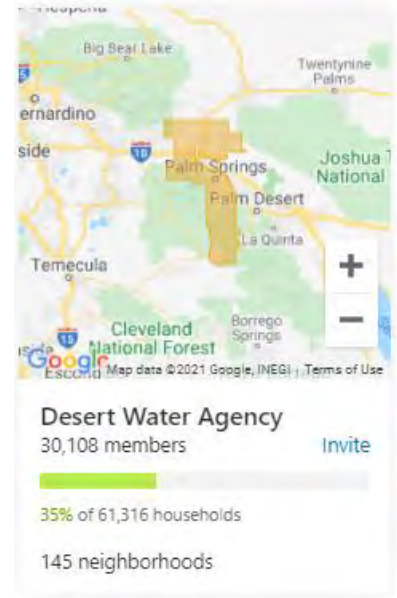 Big Bear Lake
Twentynine
Palms
ernardino
side
10
Palm Springs
Joshua T
National
Palm Desert
La Quinta
Temecula
+
−
15
Cleveland
National Forest
Borrego
Springs
Google
Escond
Map data ©2021 Google, INEGI
Terms of Use
Desert Water Agency
30,108 members
Invite
35% of 61,316 households
145 neighborhoods